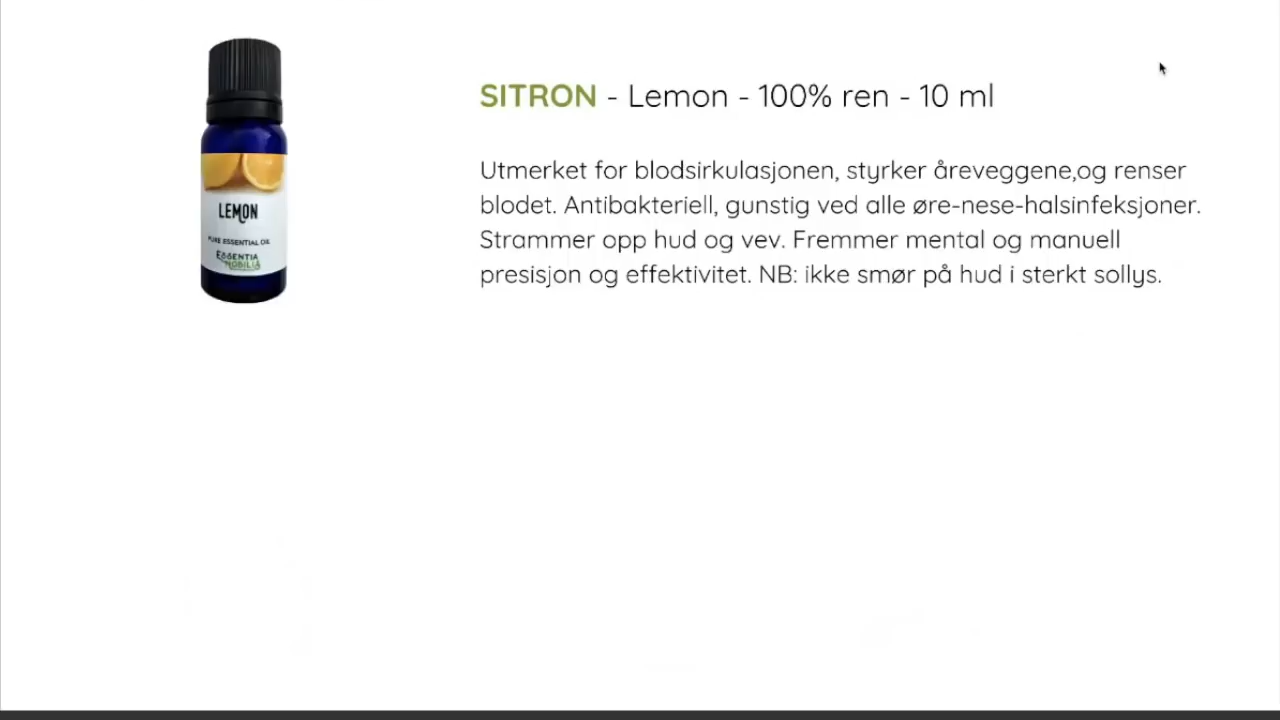 SITRON - Lemon - 100% ren - 10 ml
Utmerket for blodsirkulasjonen, styrker åreveggene,og renser
blodet. Antibakteriell, gunstig ved alle øre-nese-halsinfeksjoner.
Strammer opp hud og vev. Fremmer mental og manuell
presisjon og effektivitet. NB: ikke smør på hud i sterkt sollys.
LEMON
PURE ESSENTIAL OIL
ESSENTIA
NOBILIA